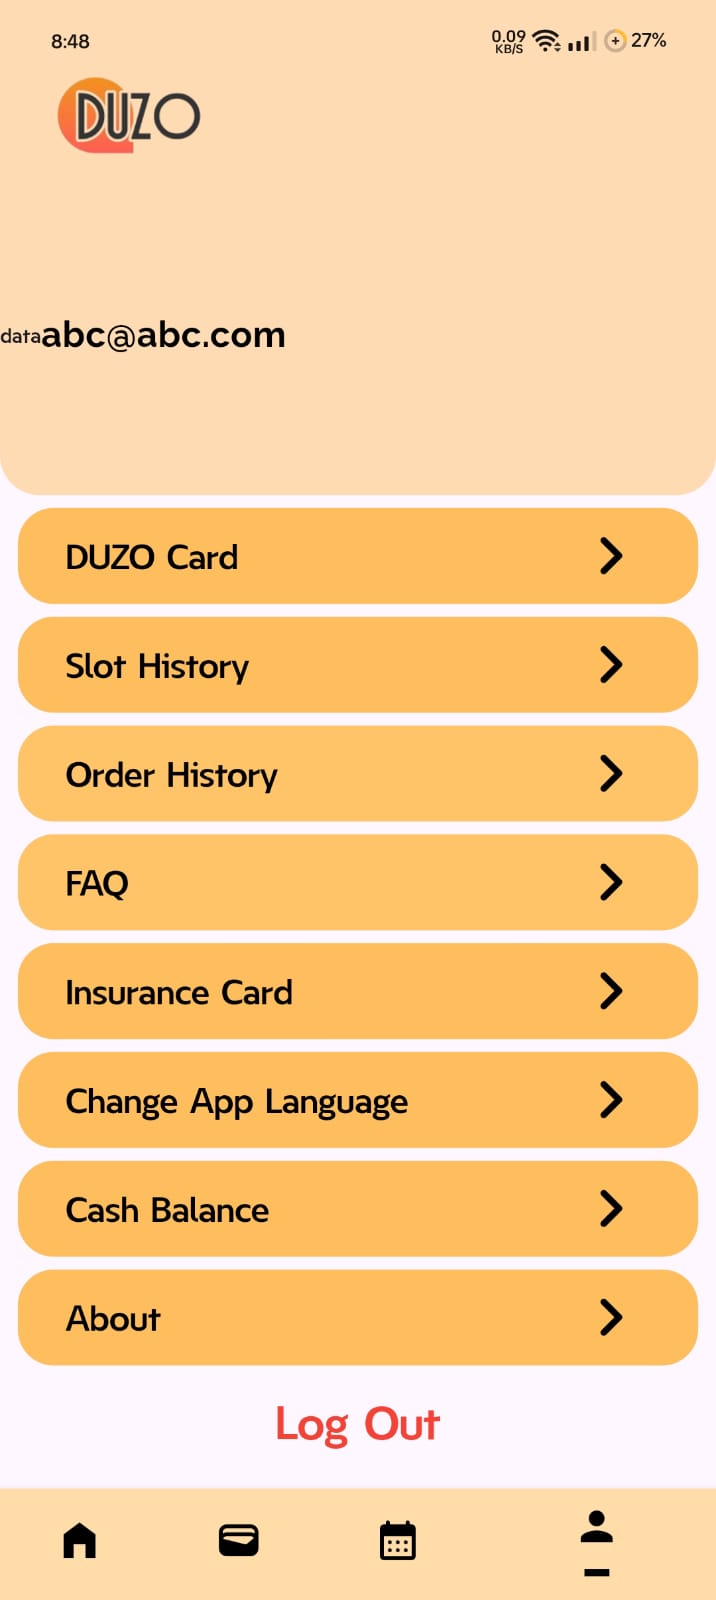 8:48
0.09
KB/S
27%
DUZO
dataabc@abc.com
DUZO Card
Slot History
Order History
FAQ
Insurance Card
Change App Language
Cash Balance
About
Log Out